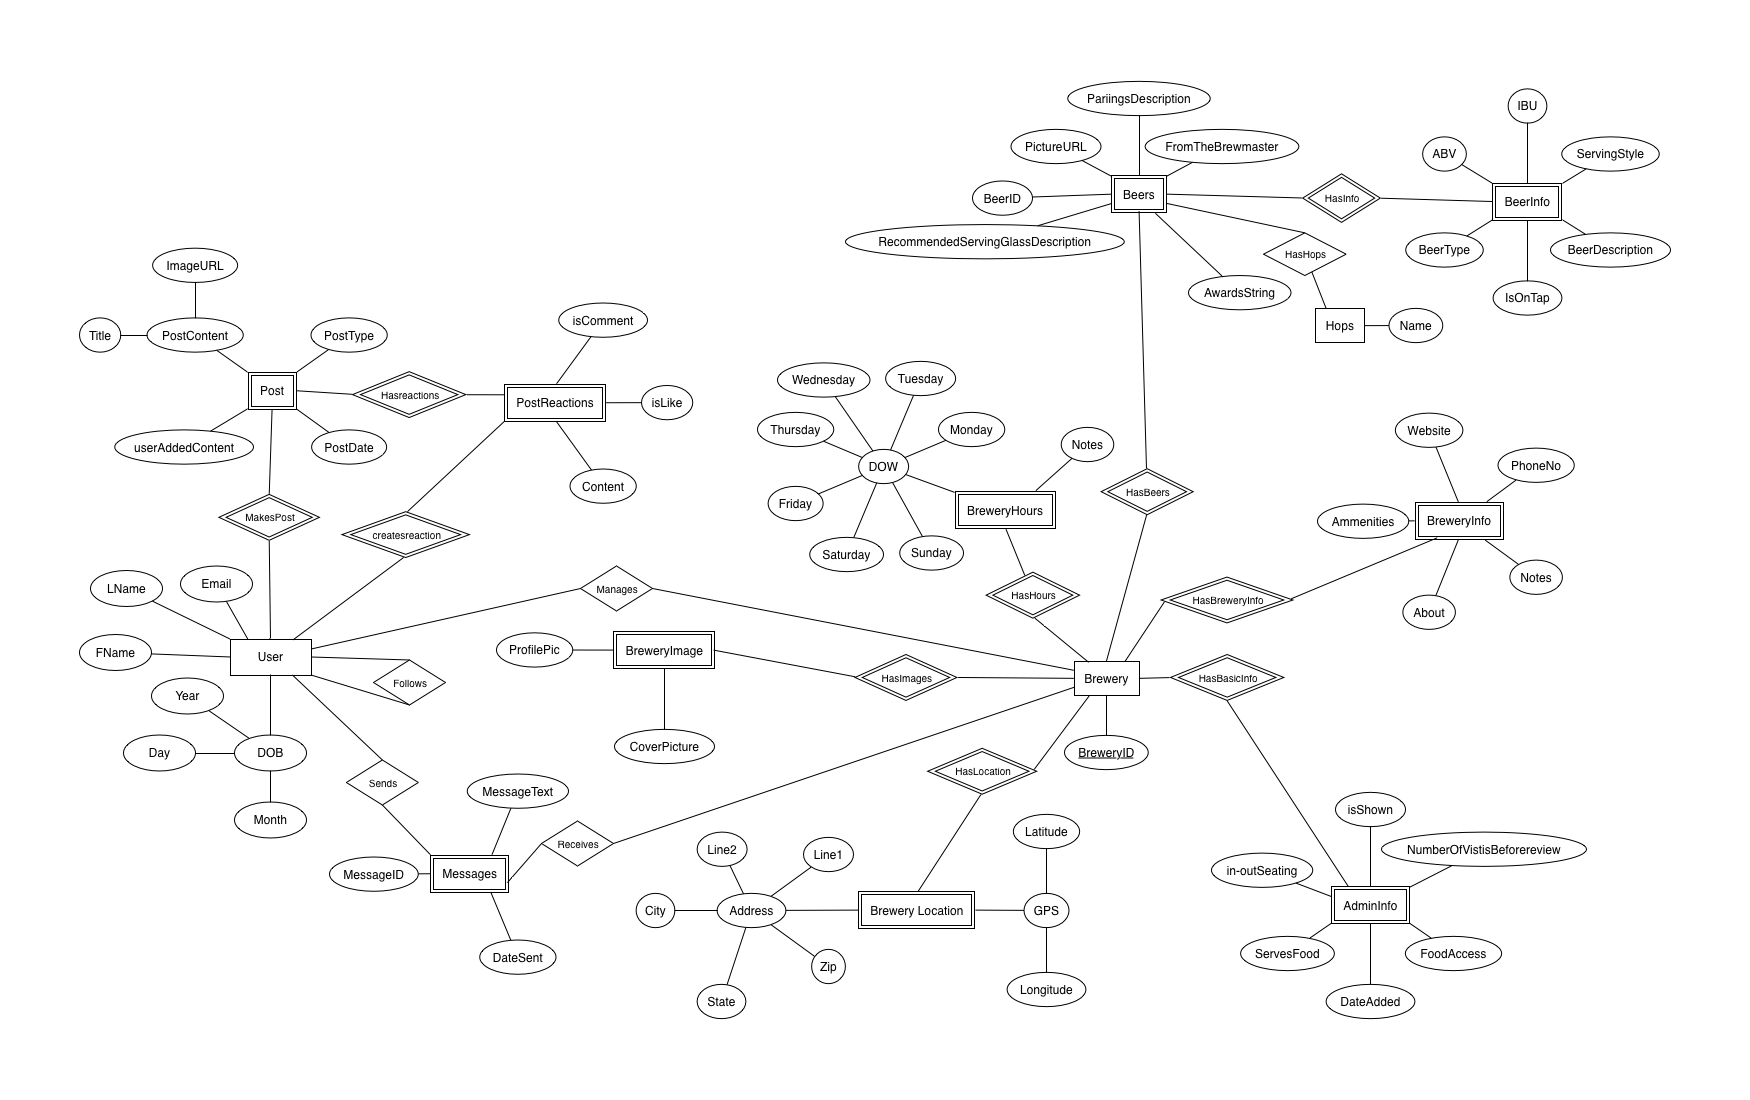 PariingsDescription
IBU
PictureURL
FromTheBrewmaster
ABV
ServingStyle
Beers
BeerID
HasInfo
BeerInfo
RecommendedServingGlassDescription
HasHops
BeerType
BeerDescription
AwardsString
IsOnTap
Hops
Name
ImageURL
Title
PostContent
PostType
isComment
Post
Hasreactions
PostReactions
isLike
userAddedContent
PostDate
Content
MakesPost
createsreaction
Wednesday
Tuesday
Thursday
Monday
DOW
Notes
Friday
BreweryHours
Saturday
Sunday
HasBeers
HasHours
Website
PhoneNo
Ammenities
BreweryInfo
Notes
About
HasBreweryInfo
LName
Email
Manages
FName
User
Follows
ProfilePic
BreweryImage
HasImages
Brewery
HasBasicInfo
Year
Day
DOB
Month
CoverPicture
BreweryID
HasLocation
Sends
MessageText
Receives
MessageID
Messages
DateSent
Line2
Line1
Latitude
City
Address
Brewery Location
GPS
Zip
State
Longitude
isShown
NumberOfVistisBeforereview
in-outSeating
AdminInfo
ServesFood
FoodAccess
DateAdded